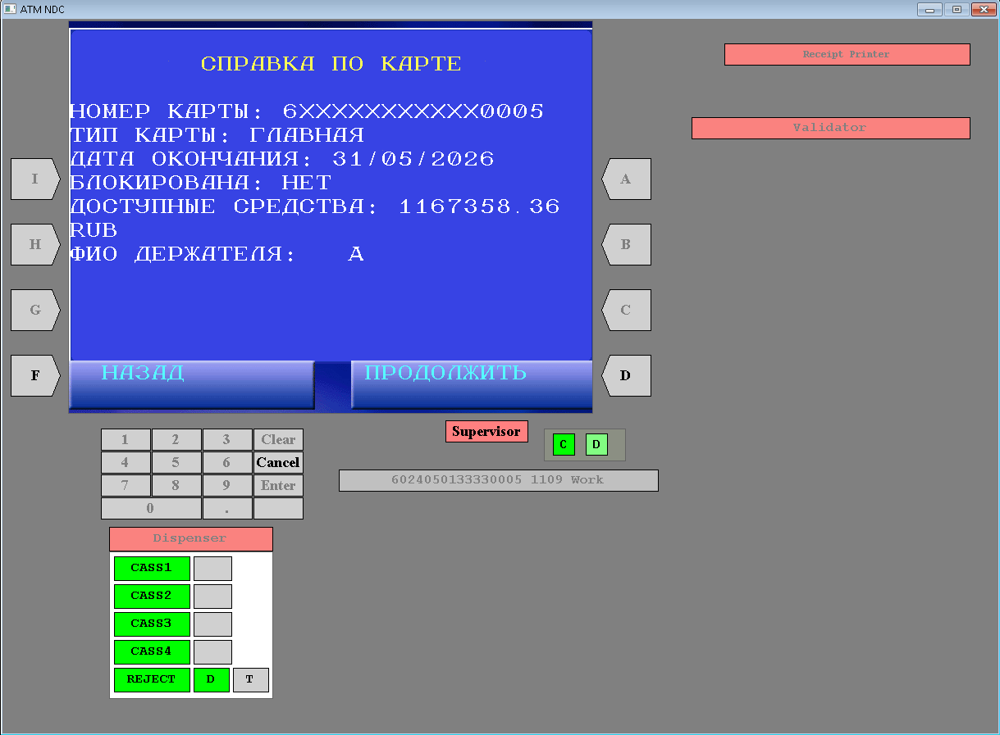 ATM NDC
СПРАВКА ПО КАРТЕ
НОМЕР КАРТЫ: 6XXXXXXXXXXX0005
ТИП КАРТЫ: ГЛАВНАЯ
ДАТА ОКОНЧАНИЯ: 31/05/2026
БЛОКИРОВАНА: НЕТ
ДОСТУПНЫЕ СРЕДСТВА: 1167358.36
RUB
ФИО ДЕРЖАТЕЛЯ: А
НАЗАД ПРОДОЛЖИТЬ
I
H
G
F
A
B
C
D
Receipt Printer
Validator
Supervisor
C D
6024050133330005 1109 Work
1 2 3 Clear
4 5 6 Cancel
7 8 9 Enter
0 .
Dispenser
CASS1
CASS2
CASS3
CASS4
REJECT D T